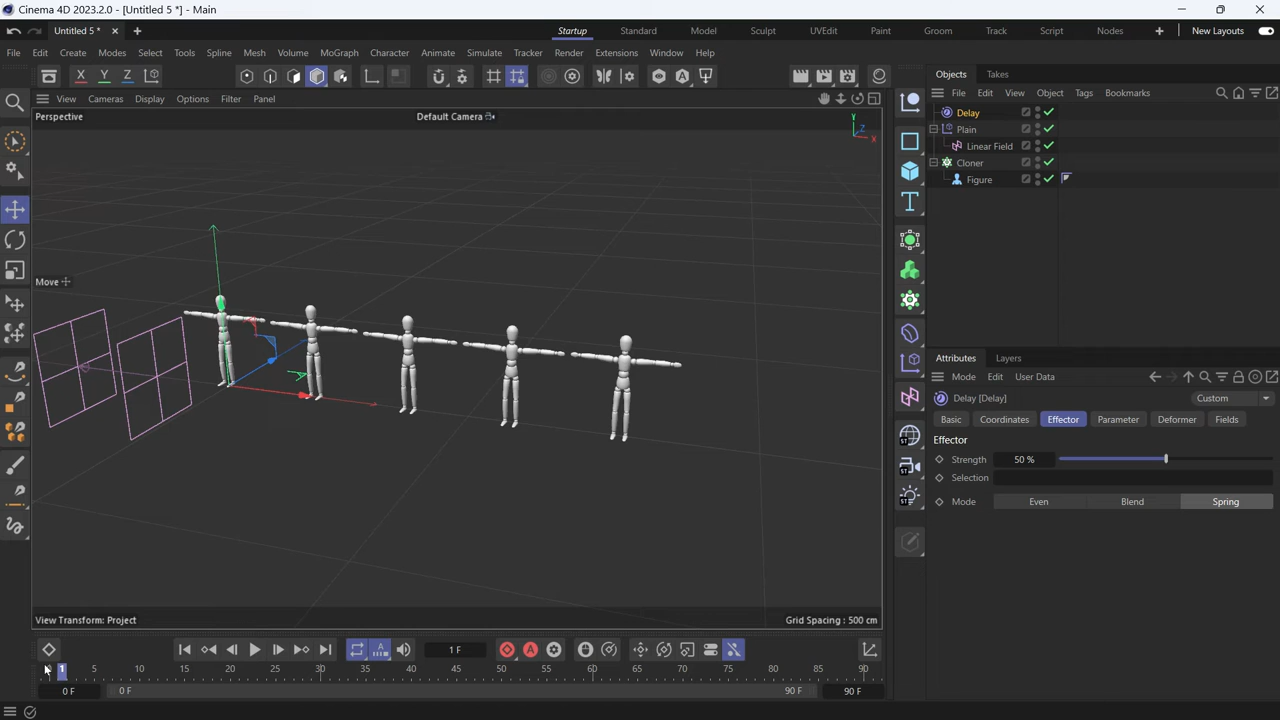 Cinema 4D 2023.2.0 - [Untitled 5 *] - Main
Untitled 5 *
Startup Standard Model Sculpt UVEdit Paint Groom Track Script Nodes New Layouts
File Edit Create Modes Select Tools Spline Mesh Volume MoGraph Character Animate Simulate Tracker Render Extensions Window Help
X Y Z
Objects Takes
View Cameras Display Options Filter Panel
File Edit View Object Tags Bookmarks
Perspective
Default Camera
Y
Z
X
Delay
Plain
Linear Field
Cloner
Figure
Move
Attributes Layers
Mode Edit User Data
Delay [Delay]
Custom
Basic Coordinates Effector Parameter Deformer Fields
Effector
Strength 50 %
Selection
Mode Even Blend Spring
View Transform: Project
Grid Spacing : 500 cm
1 F
1 5 10 15 20 25 30 35 40 45 50 55 60 65 70 75 80 85 90
0 F 0 F 90 F 90 F